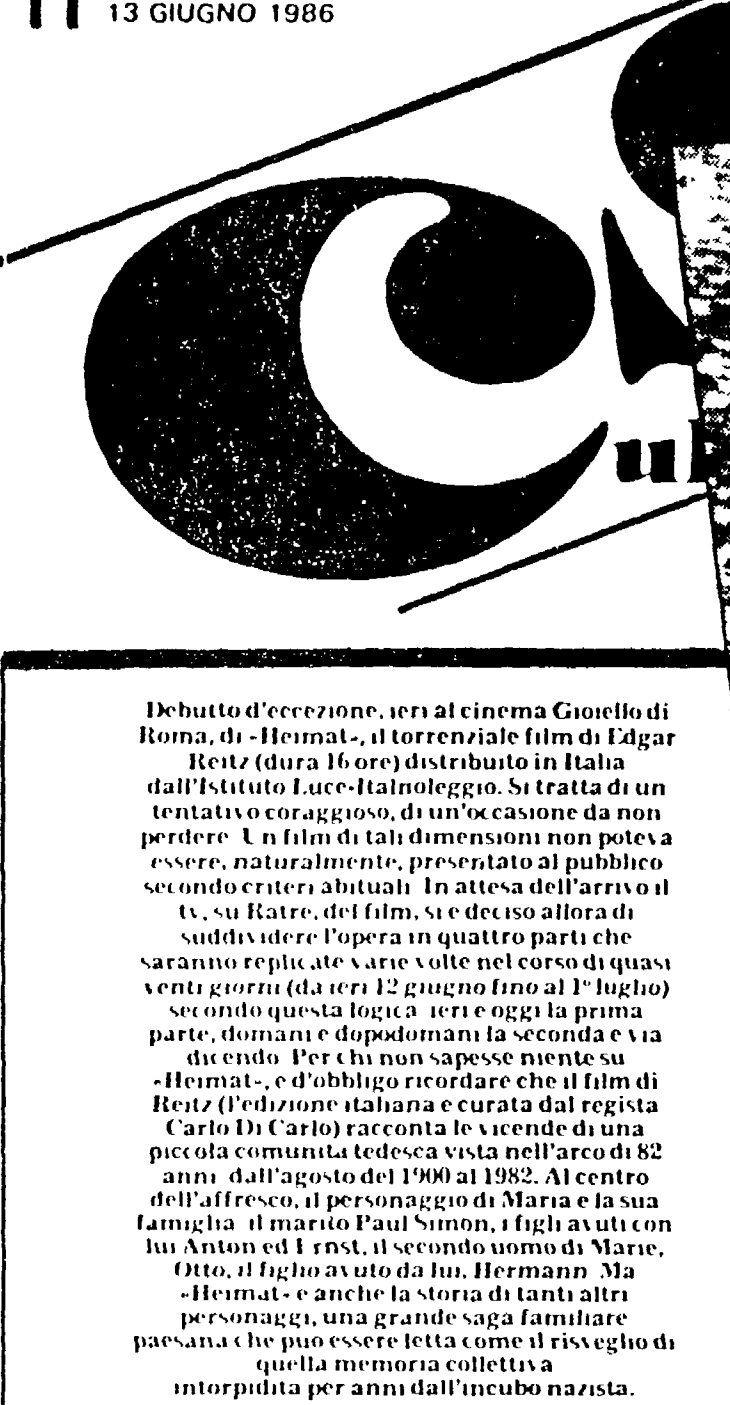 13 GIUGNO 1986
C
ul
Debutto d'eccezione, ieri al cinema Gioiello di
Roma, di «Heimat», il torrenziale film di Edgar
Reitz (dura 16 ore) distribuito in Italia
dall'Istituto Luce-Italnoleggio. Si tratta di un
tentativo coraggioso, di un'occasione da non
perdere. Un film di tali dimensioni non poteva
essere, naturalmente, presentato al pubblico
secondo criteri abituali. In attesa dell'arrivo il
tv, su Raitre, del film, si è deciso allora di
suddividere l'opera in quattro parti che
saranno replicate varie volte nel corso di quasi
venti giorni (da ieri 12 giugno fino al 1º luglio)
secondo questa logica: ieri e oggi la prima
parte, domani e dopodomani la seconda e via
dicendo. Per chi non sapesse niente su
«Heimat», è d'obbligo ricordare che il film di
Reitz (l'edizione italiana è curata dal regista
Carlo Di Carlo) racconta le vicende di una
piccola comunità tedesca vista nell'arco di 82
anni: dall'agosto del 1900 al 1982. Al centro
dell'affresco, il personaggio di Maria e la sua
famiglia: il marito Paul Simon, i figli avuti con
lui Anton ed Ernst, il secondo uomo di Marie,
Otto, il figlio avuto da lui, Hermann. Ma
«Heimat» è anche la storia di tanti altri
personaggi, una grande saga familiare
paesana che può essere letta come il risveglio di
quella memoria collettiva
intorpidita per anni dall'incubo nazista.